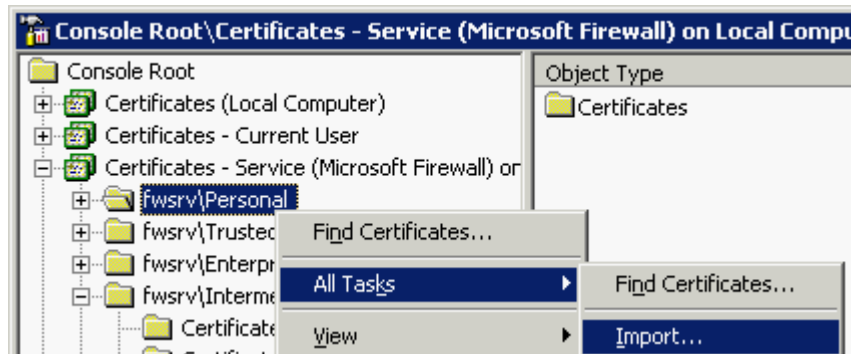 Console Root\Certificates - Service (Microsoft Firewall) on Local Compu
Console Root
Object Type
Certificates (Local Computer)
Certificates
Certificates - Current User
Certificates - Service (Microsoft Firewall) or
fwsrv\Personal
fwsrv\Trusted
Find Certificates...
fwsrv\Enterpr
All Tasks
Find Certificates...
fwsrv\Interme
Certificate
View
Import...